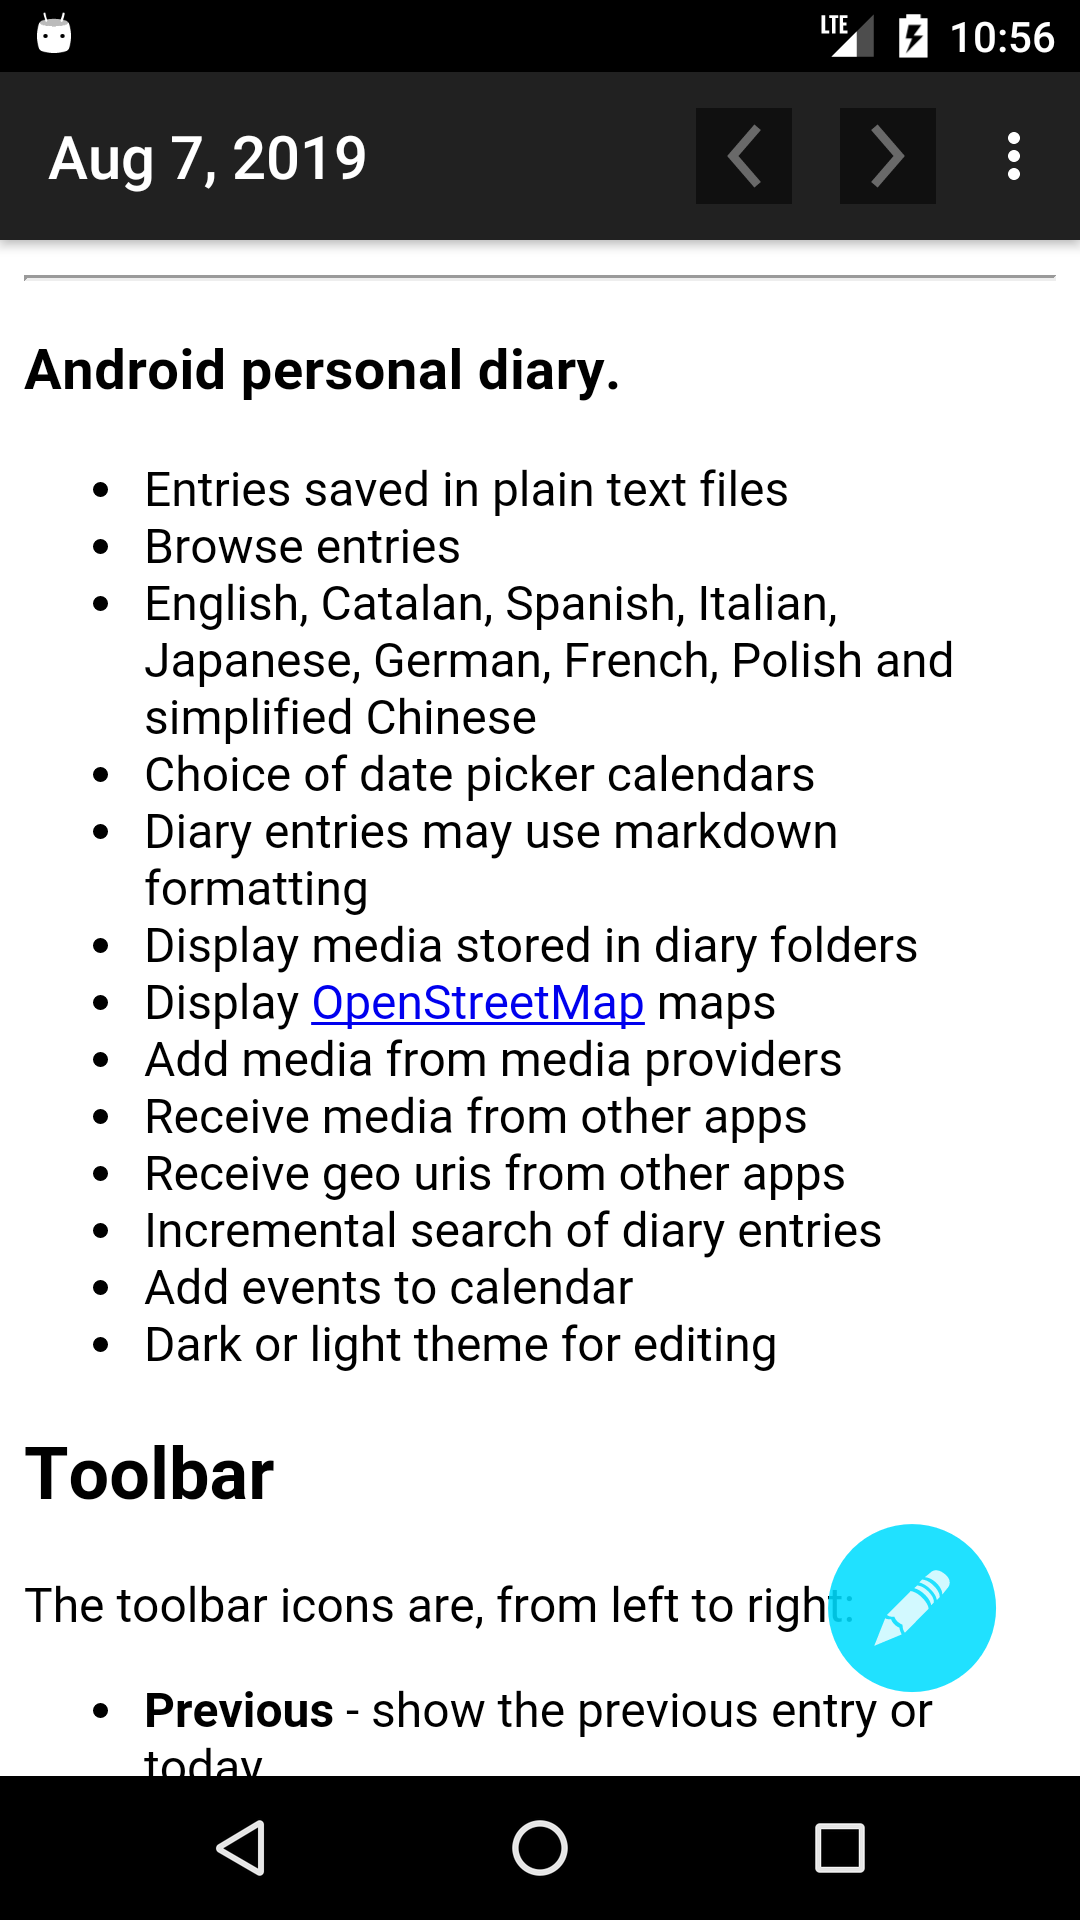 LTE 10:56
Aug 7, 2019
Android personal diary.
Entries saved in plain text files
Browse entries
English, Catalan, Spanish, Italian,
Japanese, German, French, Polish and
simplified Chinese
Choice of date picker calendars
Diary entries may use markdown
formatting
Display media stored in diary folders
Display OpenStreetMap maps
Add media from media providers
Receive media from other apps
Receive geo uris from other apps
Incremental search of diary entries
Add events to calendar
Dark or light theme for editing
Toolbar
The toolbar icons are, from left to right:
Previous - show the previous entry or
today